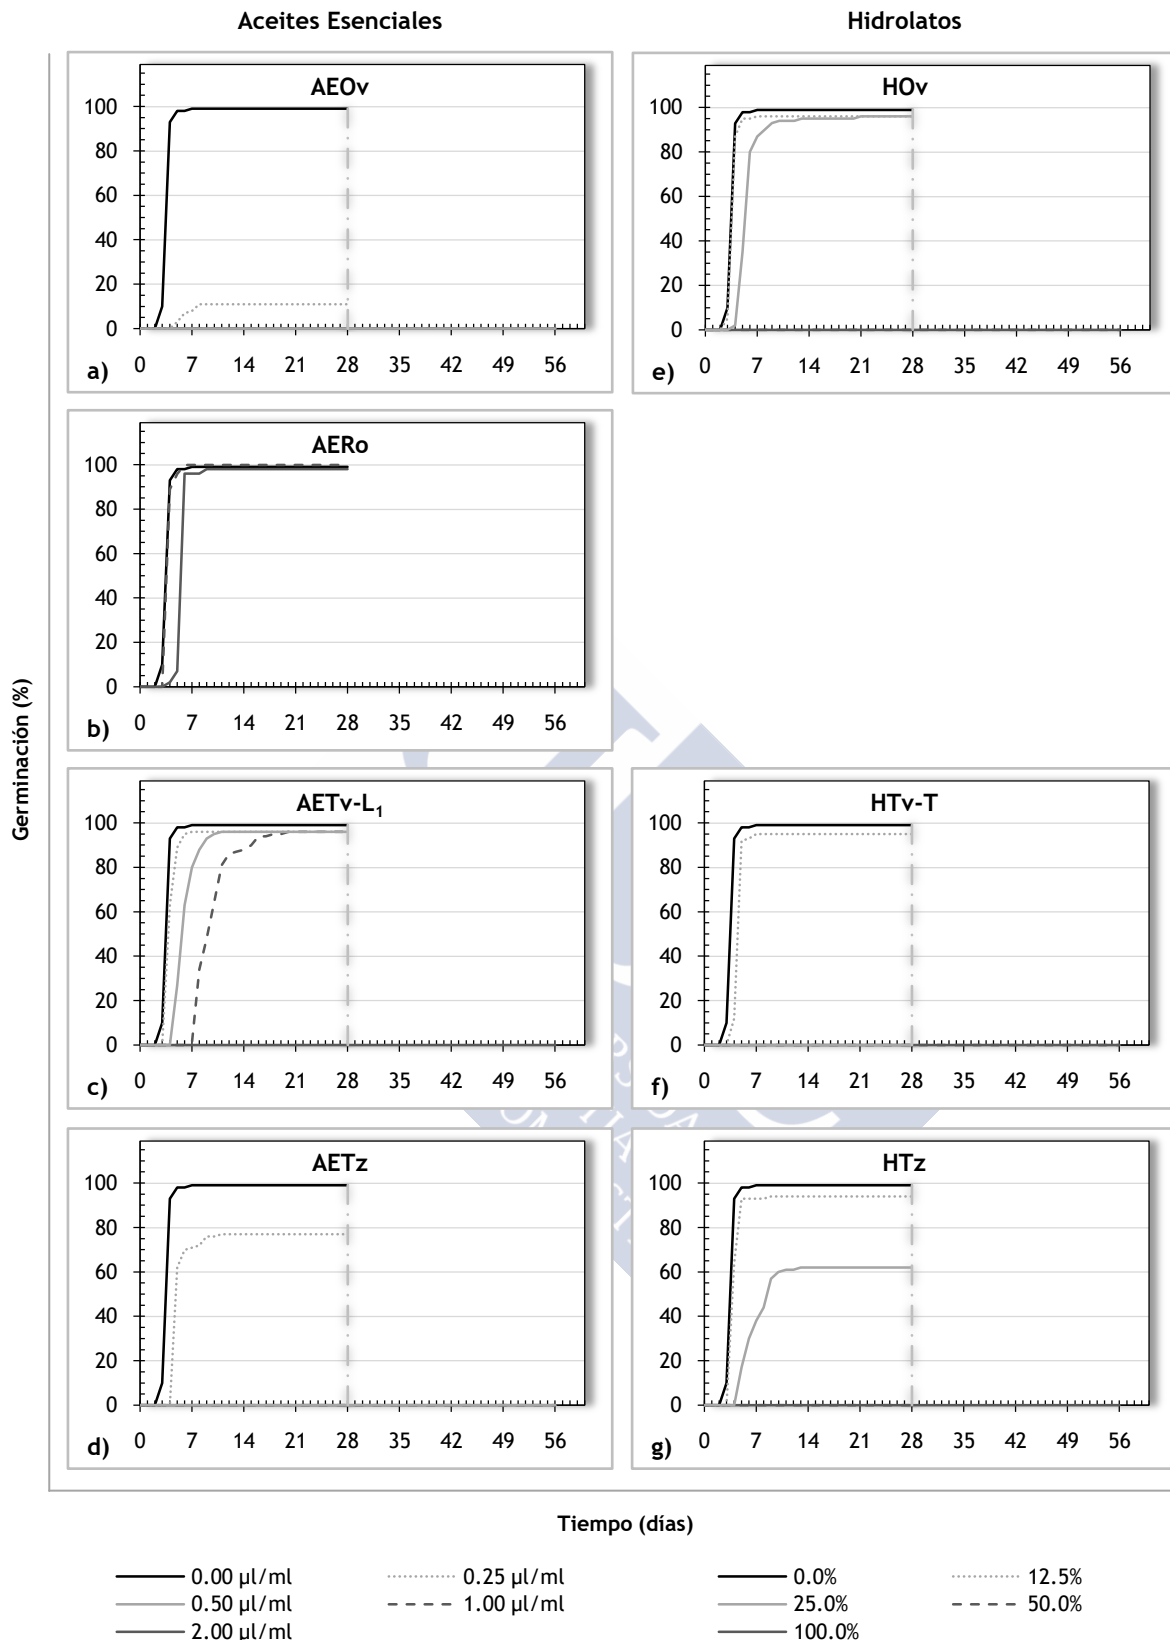 Aceites Esenciales
Hidrolatos
Germinación (%)
AEOv
100
80
60
40
20
0
0 7 14 21 28 35 42 49 56
a)
HOv
100
80
60
40
20
0
0 7 14 21 28 35 42 49 56
e)
AERo
100
80
60
40
20
0
0 7 14 21 28 35 42 49 56
b)
AETv-L1
100
80
60
40
20
0
0 7 14 21 28 35 42 49 56
c)
HTv-T
100
80
60
40
20
0
0 7 14 21 28 35 42 49 56
f)
AETz
100
80
60
40
20
0
0 7 14 21 28 35 42 49 56
d)
HTz
100
80
60
40
20
0
0 7 14 21 28 35 42 49 56
g)
Tiempo (días)
0.00 µl/ml 0.25 µl/ml
0.50 µl/ml 1.00 µl/ml
2.00 µl/ml
0.0% 12.5%
25.0% 50.0%
100.0%